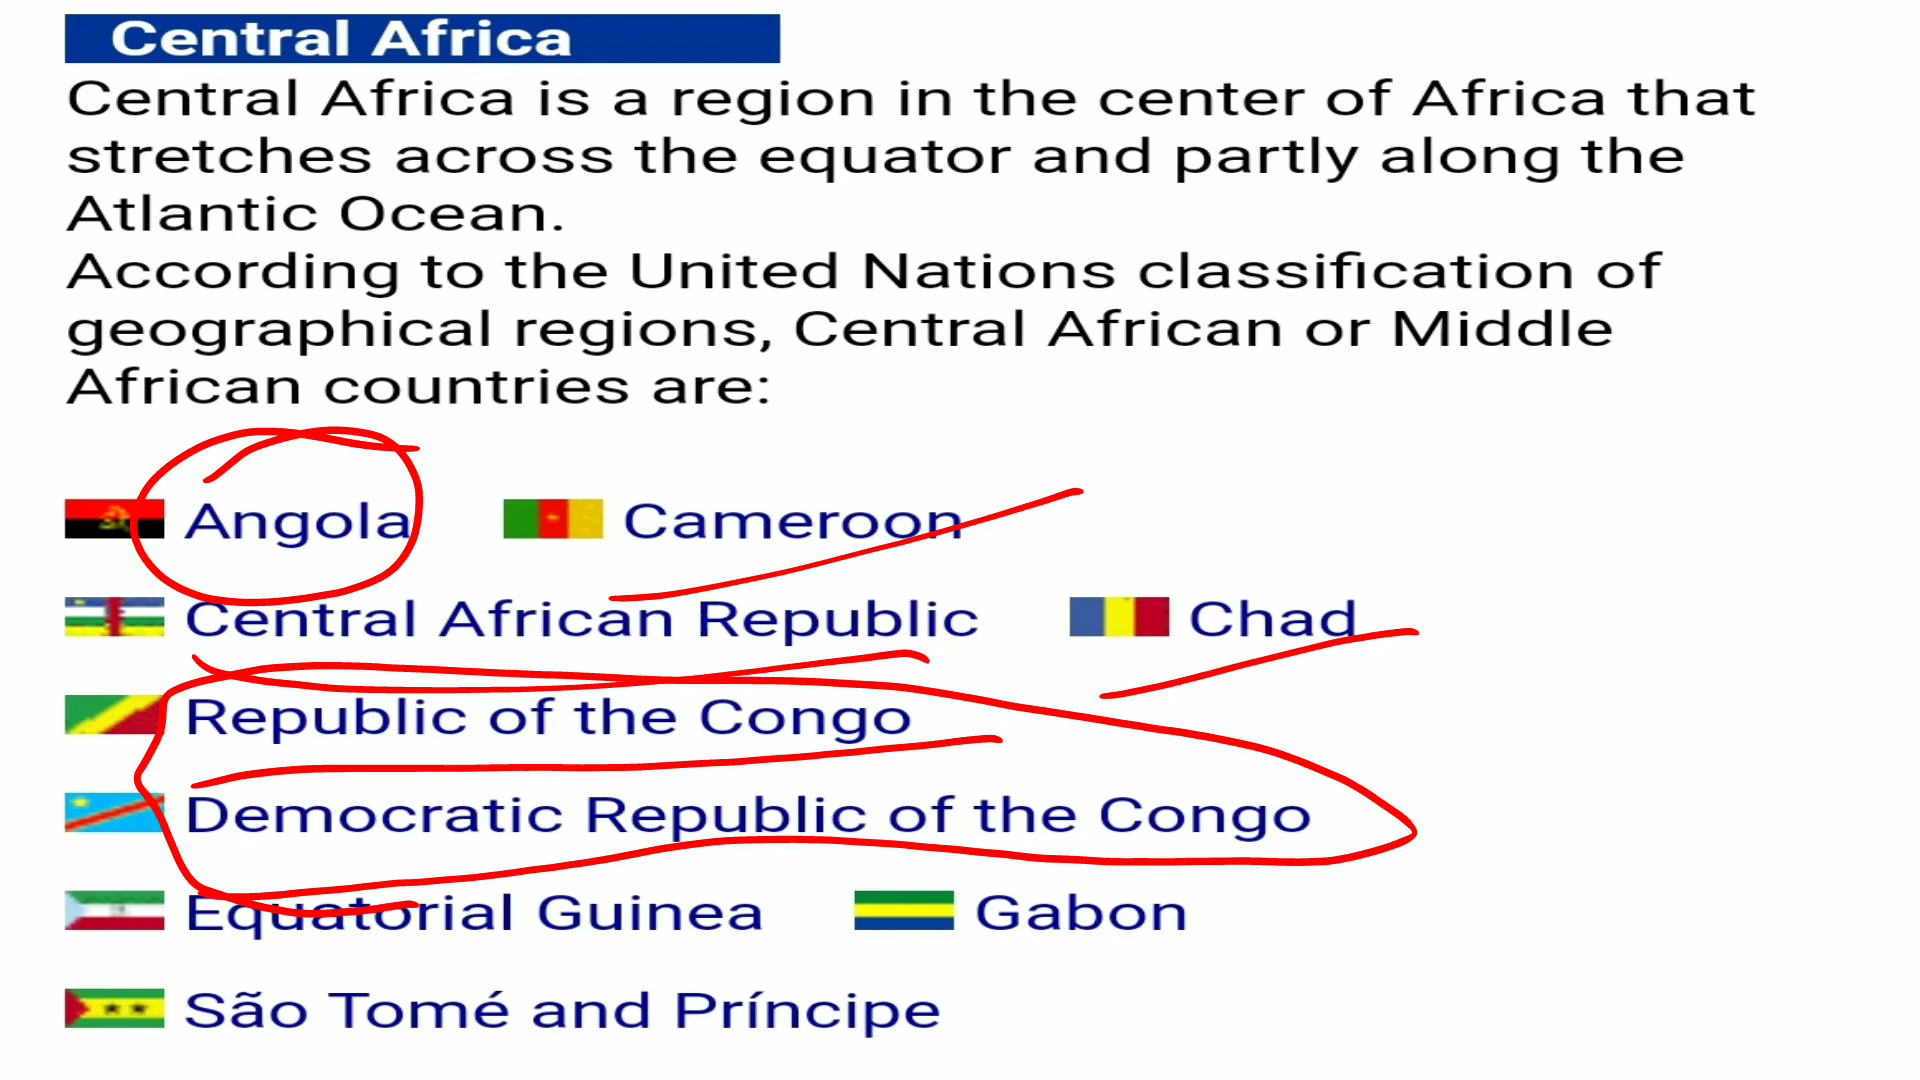 Central Africa
Central Africa is a region in the center of Africa that
stretches across the equator and partly along the
Atlantic Ocean.
According to the United Nations classification of
geographical regions, Central African or Middle
African countries are:
Angola Cameroon
Central African Republic Chad
Republic of the Congo
Democratic Republic of the Congo
Equatorial Guinea Gabon
São Tomé and Príncipe